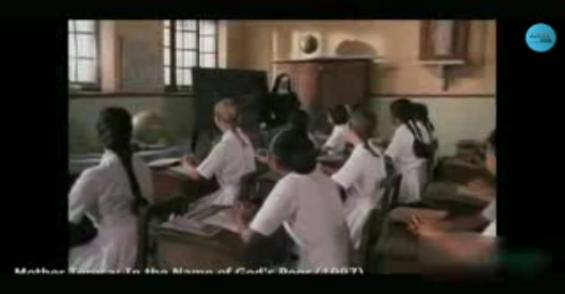 Mother Teresa: In the Name of God's Poor (1997)